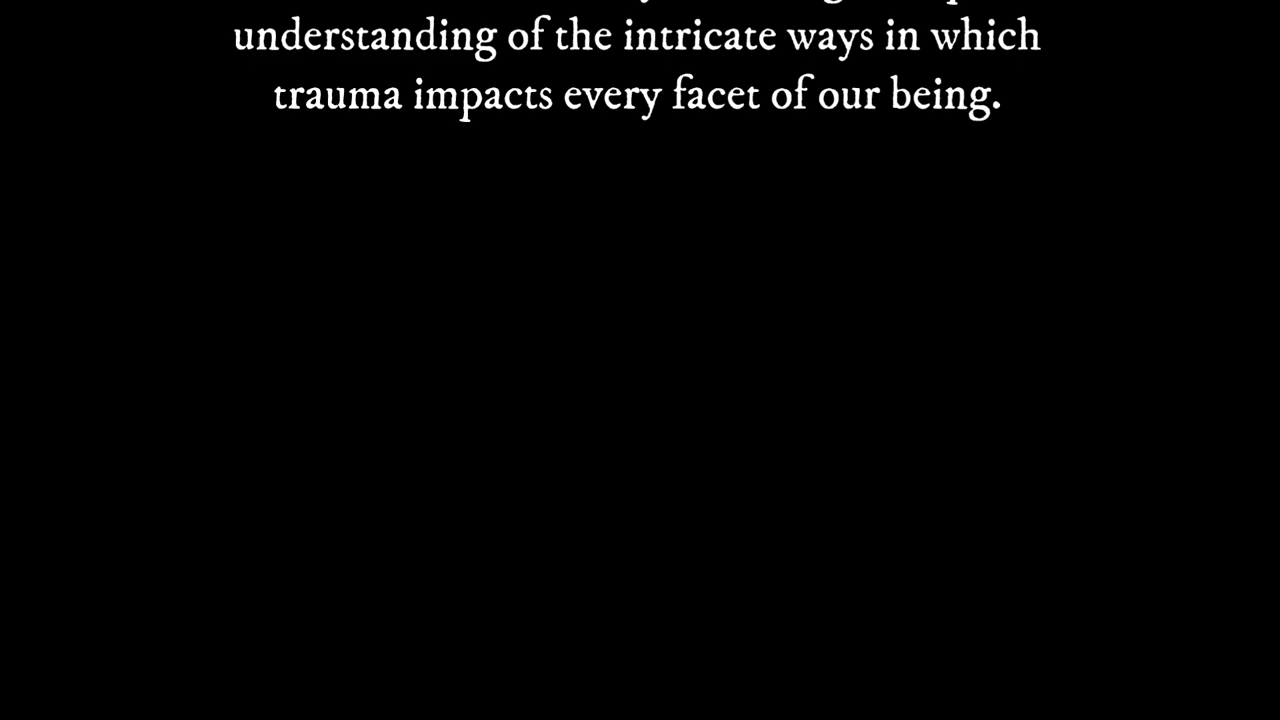 understanding of the intricate ways in which
trauma impacts every facet of our being.